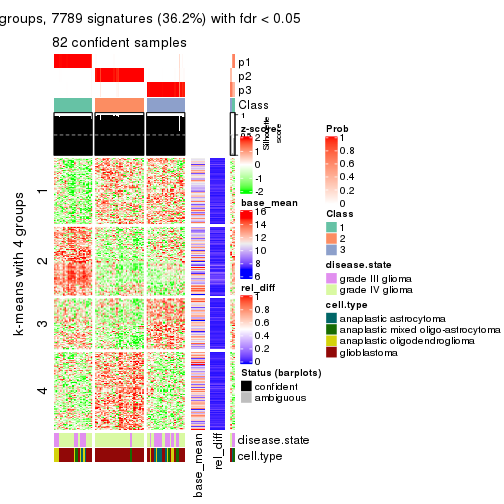 groups, 7789 signatures (36.2%) with fdr < 0.05
82 confident samples
p1
p2
p3
Class
1
Silhouette
score
z-score
2
1
0
-1
-2
Prob
1
0.8
0.6
0.4
0.2
0
k-means with 4 groups
1
2
3
4
base_mean
16
14
12
10
8
6
Class
1
2
3
disease.state
grade III glioma
grade IV glioma
rel_diff
1
0.8
0.6
0.4
0.2
0
cell.type
anaplastic astrocytoma
anaplastic mixed oligo-astrocytoma
anaplastic oligodendroglioma
glioblastoma
Status (barplots)
confident
ambiguous
disease.state
cell.type
base_mean
rel_diff